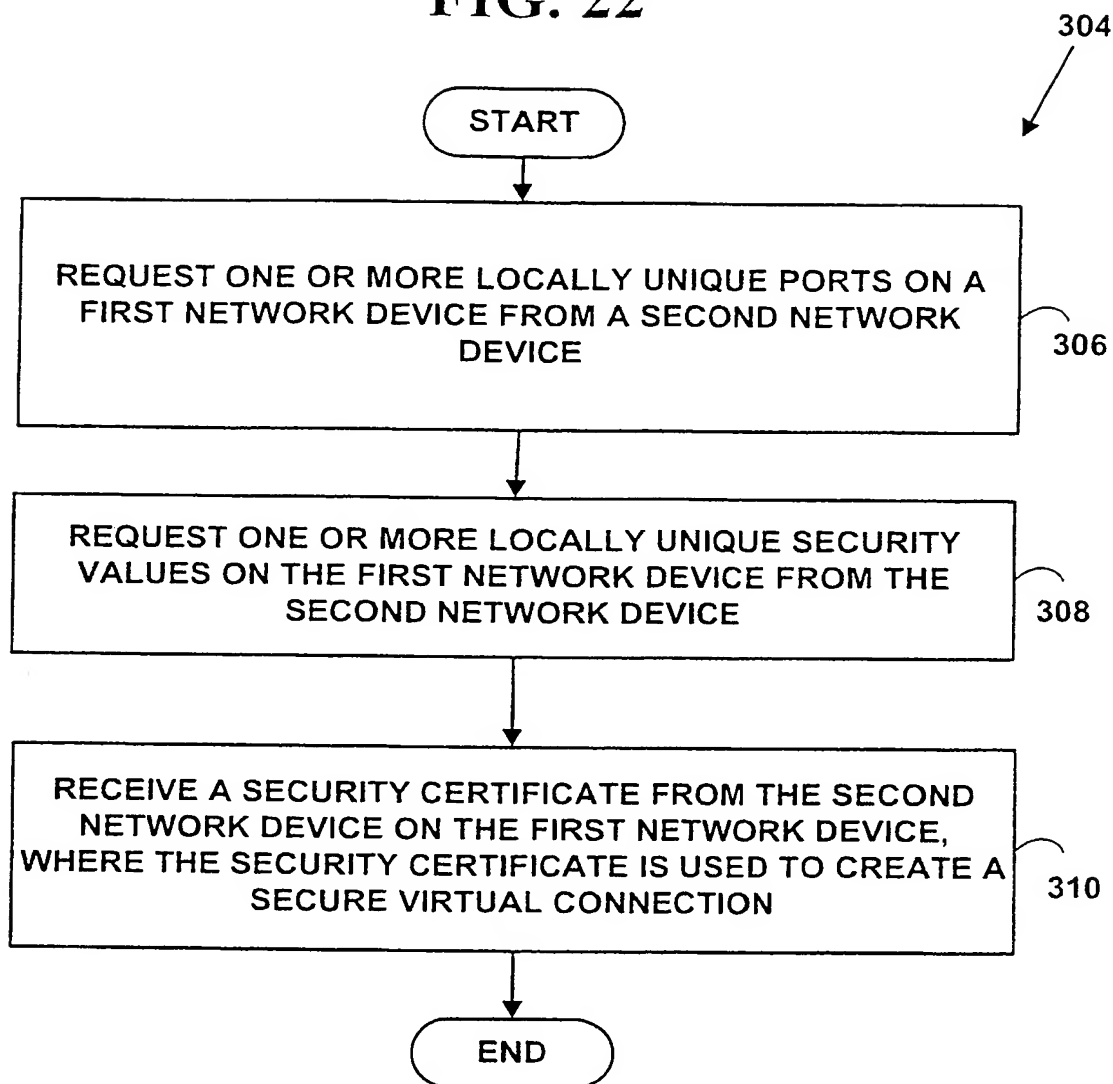 FIG. 22
304
START
REQUEST ONE OR MORE LOCALLY UNIQUE PORTS ON A
FIRST NETWORK DEVICE FROM A SECOND NETWORK
DEVICE
306
REQUEST ONE OR MORE LOCALLY UNIQUE SECURITY
VALUES ON THE FIRST NETWORK DEVICE FROM THE
SECOND NETWORK DEVICE
308
RECEIVE A SECURITY CERTIFICATE FROM THE SECOND
NETWORK DEVICE ON THE FIRST NETWORK DEVICE,
WHERE THE SECURITY CERTIFICATE IS USED TO CREATE A
SECURE VIRTUAL CONNECTION
310
END